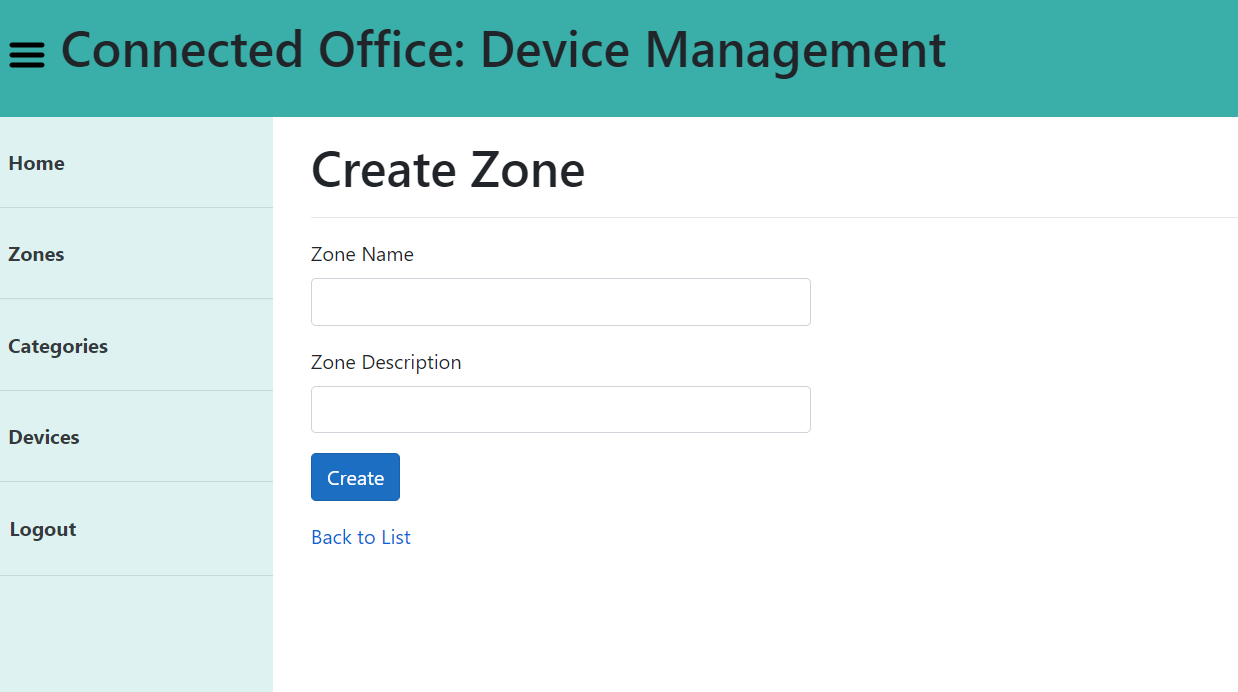 Connected Office: Device Management
Home
Zones
Categories
Devices
Logout
Create Zone
Zone Name
Zone Description
Create
Back to List